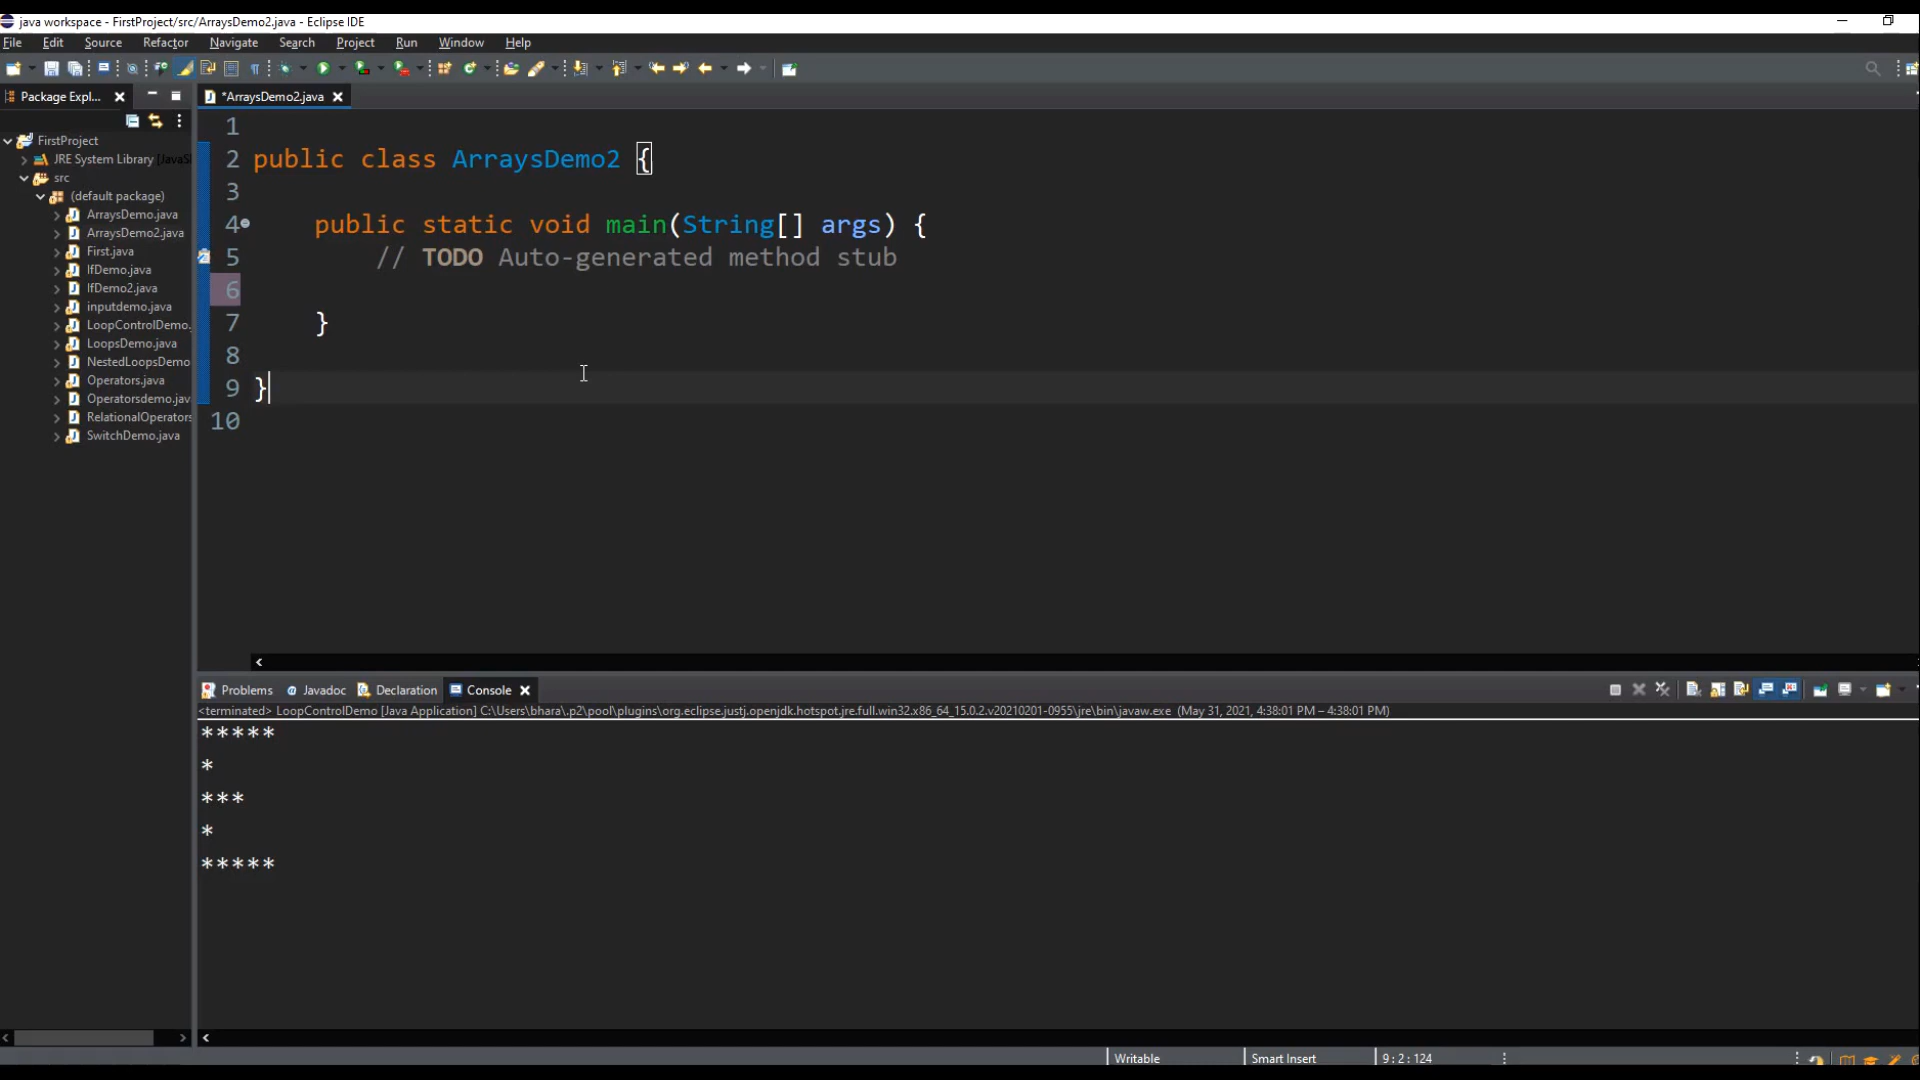 java workspace - FirstProject/src/ArraysDemo2.java - Eclipse IDE
File Edit Source Refactor Navigate Search Project Run Window Help
Package Expl...
*ArraysDemo2.java
FirstProject
JRE System Library [JavaS
src
(default package)
ArraysDemo.java
ArraysDemo2.java
First.java
IfDemo.java
IfDemo2.java
inputdemo.java
LoopControlDemo.
LoopsDemo.java
NestedLoopsDemo
Operators.java
Operatorsdemo.jav
RelationalOperators
SwitchDemo.java
1
2 public class ArraysDemo2 {
3
4 public static void main(String[] args) {
5 // TODO Auto-generated method stub
6
7 }
8
9 }
10
Problems Javadoc Declaration Console
<terminated> LoopControlDemo [Java Application] C:\Users\bhara\.p2\pool\plugins\org.eclipse.justj.openjdk.hotspot.jre.full.win32.x86_64_15.0.2.v20210201-0955\jre\bin\javaw.exe (May 31, 2021, 4:38:01 PM – 4:38:01 PM)
*****
*
***
*
*****
Writable Smart Insert 9 : 2 : 124